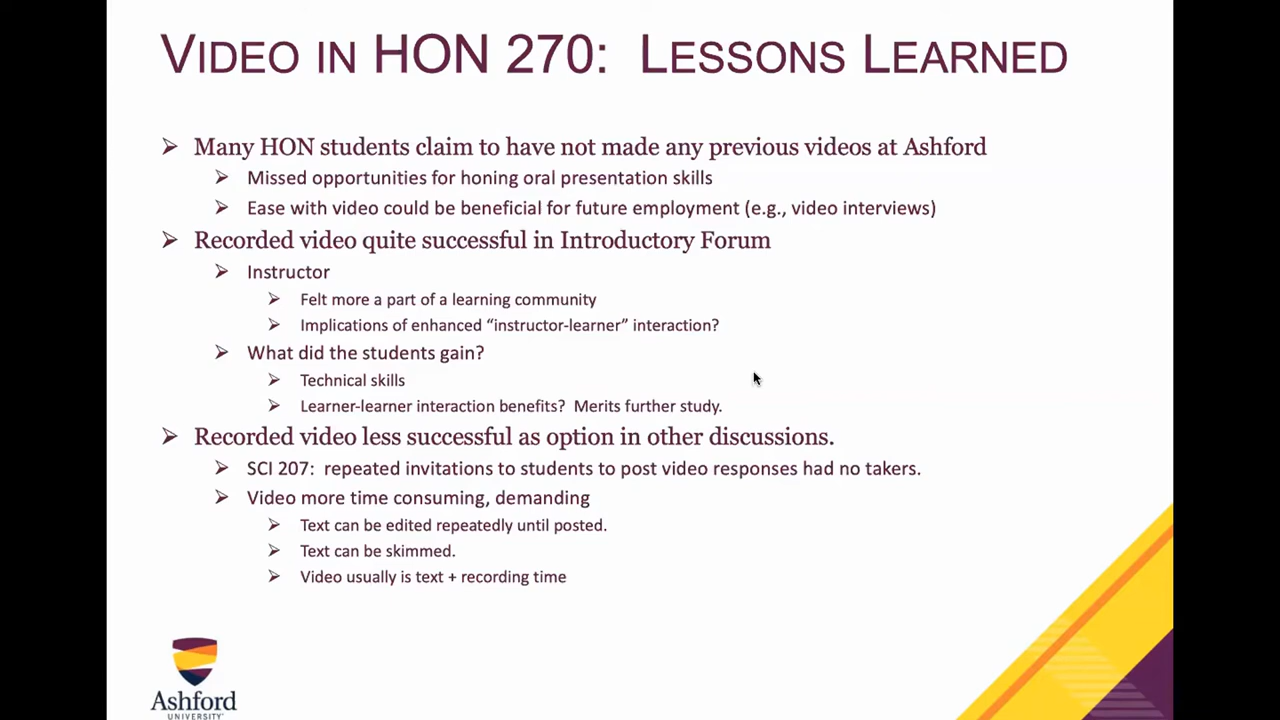 VIDEO IN HON 270: LESSONS LEARNED
Many HON students claim to have not made any previous videos at Ashford
Missed opportunities for honing oral presentation skills
Ease with video could be beneficial for future employment (e.g., video interviews)
Recorded video quite successful in Introductory Forum
Instructor
Felt more a part of a learning community
Implications of enhanced “instructor-learner” interaction?
What did the students gain?
Technical skills
Learner-learner interaction benefits? Merits further study.
Recorded video less successful as option in other discussions.
SCI 207: repeated invitations to students to post video responses had no takers.
Video more time consuming, demanding
Text can be edited repeatedly until posted.
Text can be skimmed.
Video usually is text + recording time
Ashford
UNIVERSITY